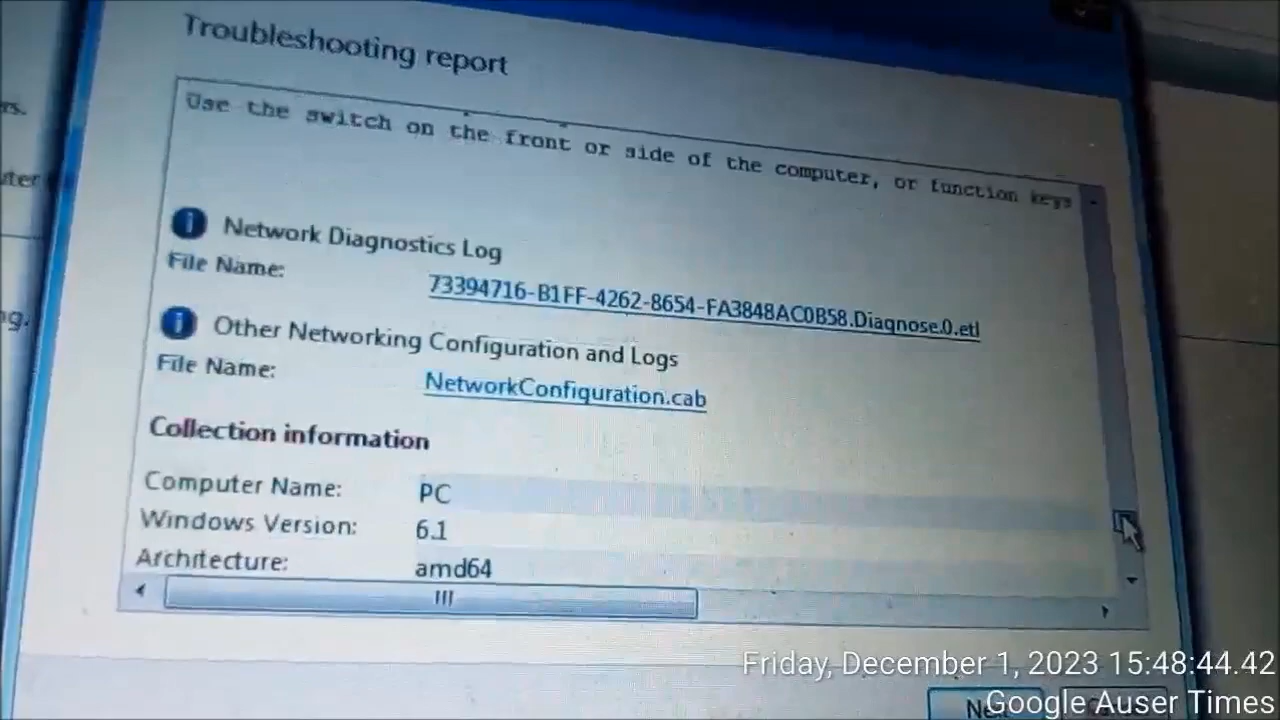 Troubleshooting report
Use the switch on the front or side of the computer, or function keys
Network Diagnostics Log
File Name: 73394716-B1FF-4262-8654-FA3848AC0B58.Diagnose.0.etl
Other Networking Configuration and Logs
File Name: NetworkConfiguration.cab
Collection information
Computer Name: PC
Windows Version: 6.1
Architecture: amd64
Friday, December 1, 2023 15:48:44.42
Google Auser Times